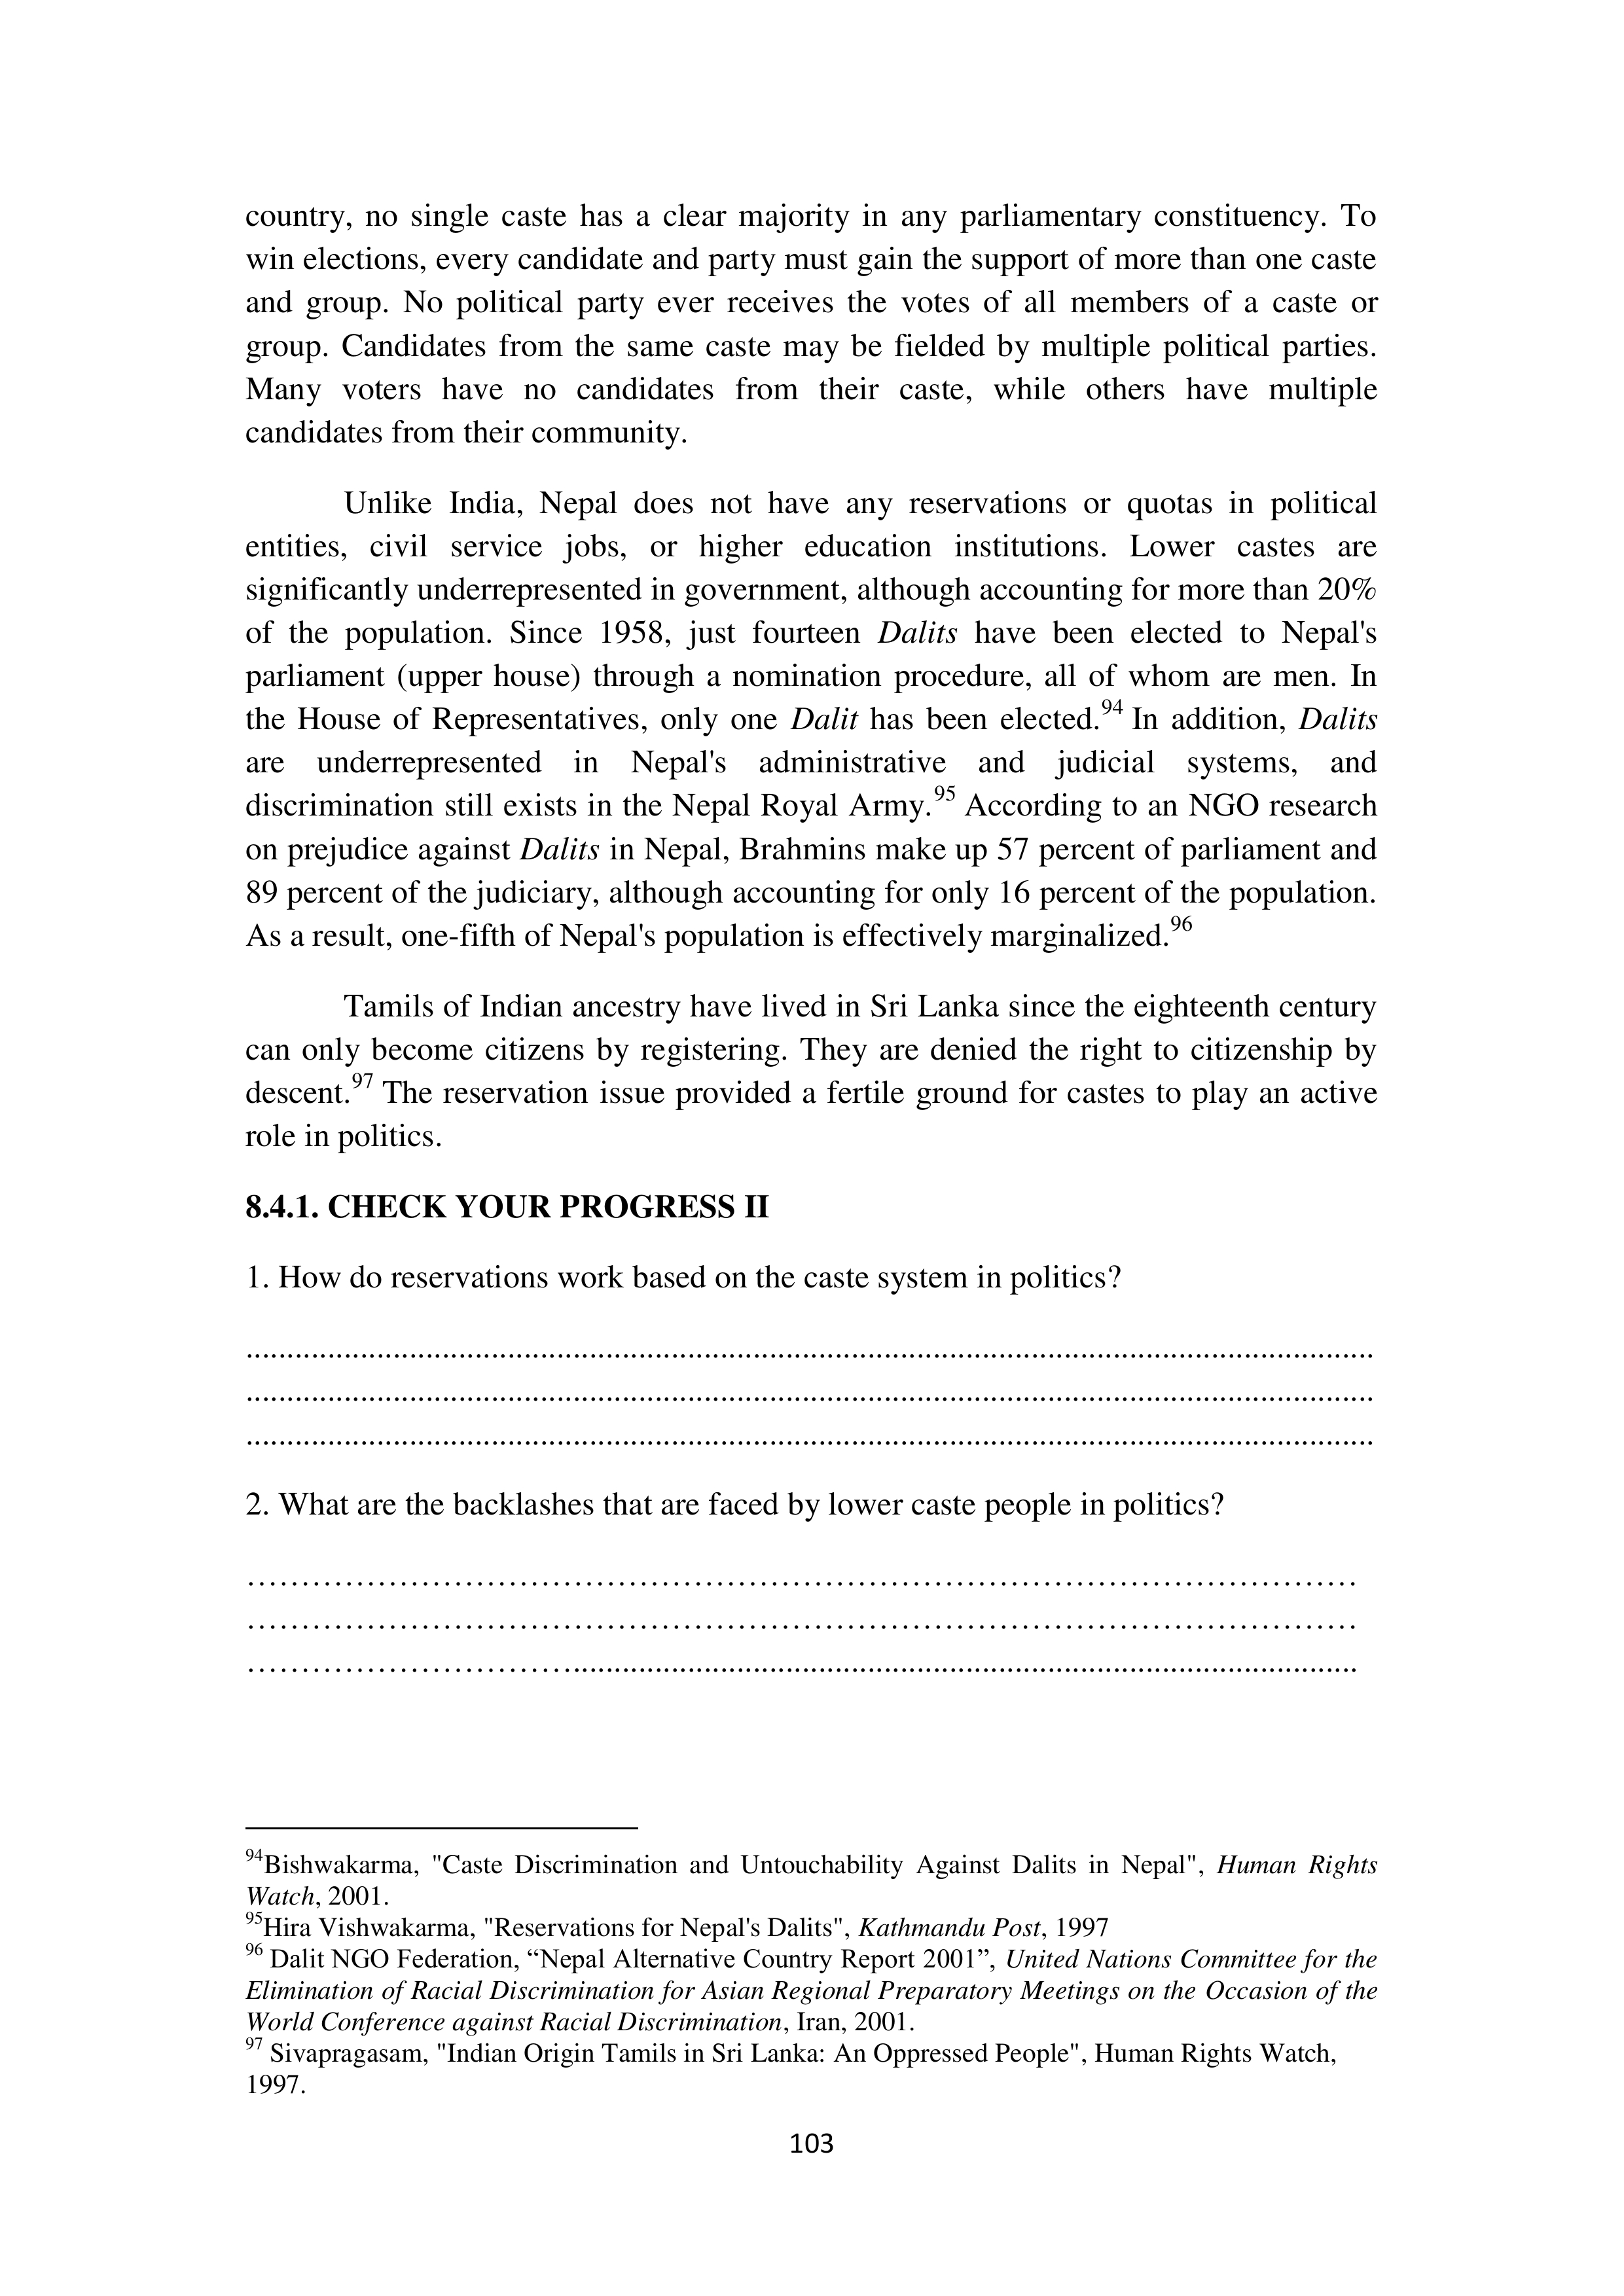 country, no single caste has a clear majority in any parliamentary constituency. To
win elections, every candidate and party must gain the support of more than one caste
and group. No political party ever receives the votes of all members of a caste or
group. Candidates from the same caste may be fielded by multiple political parties.
Many voters have no candidates from their caste, while others have multiple
candidates from their community.
Unlike India, Nepal does not have any reservations or quotas in political
entities, civil service jobs, or higher education institutions. Lower castes are
significantly underrepresented in government, although accounting for more than 20%
of the population. Since 1958, just fourteen Dalits have been elected to Nepal's
parliament (upper house) through a nomination procedure, all of whom are men. In
the House of Representatives, only one Dalit has been elected.94 In addition, Dalits
are underrepresented in Nepal's administrative and judicial systems, and
discrimination still exists in the Nepal Royal Army.95 According to an NGO research
on prejudice against Dalits in Nepal, Brahmins make up 57 percent of parliament and
89 percent of the judiciary, although accounting for only 16 percent of the population.
As a result, one-fifth of Nepal's population is effectively marginalized.96
Tamils of Indian ancestry have lived in Sri Lanka since the eighteenth century
can only become citizens by registering. They are denied the right to citizenship by
descent.97 The reservation issue provided a fertile ground for castes to play an active
role in politics.
8.4.1. CHECK YOUR PROGRESS II
1. How do reservations work based on the caste system in politics?
..........................................................................................................................................
..........................................................................................................................................
..........................................................................................................................................
2. What are the backlashes that are faced by lower caste people in politics?
……………………………………………………………………………………………
……………………………………………………………………………………………
…………………………................................................................................................
94Bishwakarma, "Caste Discrimination and Untouchability Against Dalits in Nepal", Human Rights
Watch, 2001.
95Hira Vishwakarma, "Reservations for Nepal's Dalits", Kathmandu Post, 1997
96 Dalit NGO Federation, “Nepal Alternative Country Report 2001”, United Nations Committee for the
Elimination of Racial Discrimination for Asian Regional Preparatory Meetings on the Occasion of the
World Conference against Racial Discrimination, Iran, 2001.
97 Sivapragasam, "Indian Origin Tamils in Sri Lanka: An Oppressed People", Human Rights Watch,
1997.
103